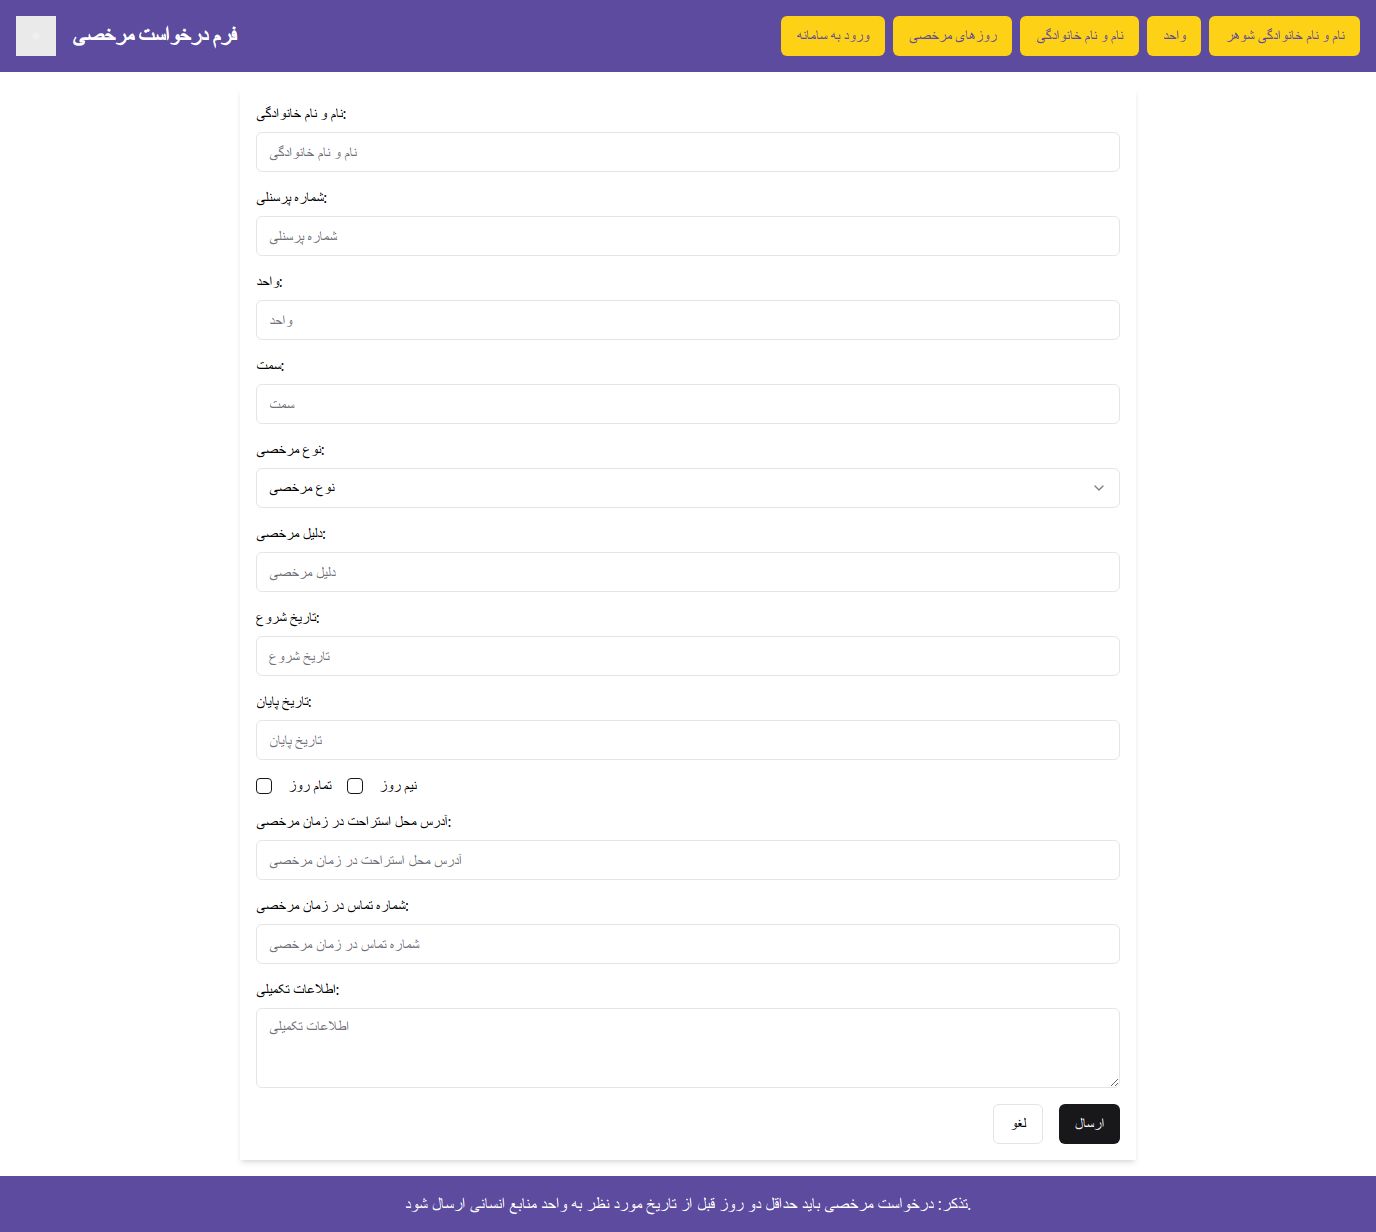 فرم درخواست مرخصی
ورود به سامانه
روزهای مرخصی
نام و نام خانوادگی
واحد
نام و نام خانوادگی شوهر
نام و نام خانوادگی:
نام و نام خانوادگی
شماره پرسنلی:
شماره پرسنلی
واحد:
واحد
سمت:
سمت
نوع مرخصی:
نوع مرخصی
دلیل مرخصی:
دلیل مرخصی
تاریخ شروع:
تاریخ شروع
تاریخ پایان:
تاریخ پایان
تمام روز
نیم روز
آدرس محل استراحت در زمان مرخصی:
آدرس محل استراحت در زمان مرخصی
شماره تماس در زمان مرخصی:
شماره تماس در زمان مرخصی
اطلاعات تکمیلی:
اطلاعات تکمیلی
لغو
ارسال
تذکر: درخواست مرخصی باید حداقل دو روز قبل از تاریخ مورد نظر به واحد منابع انسانی ارسال شود.